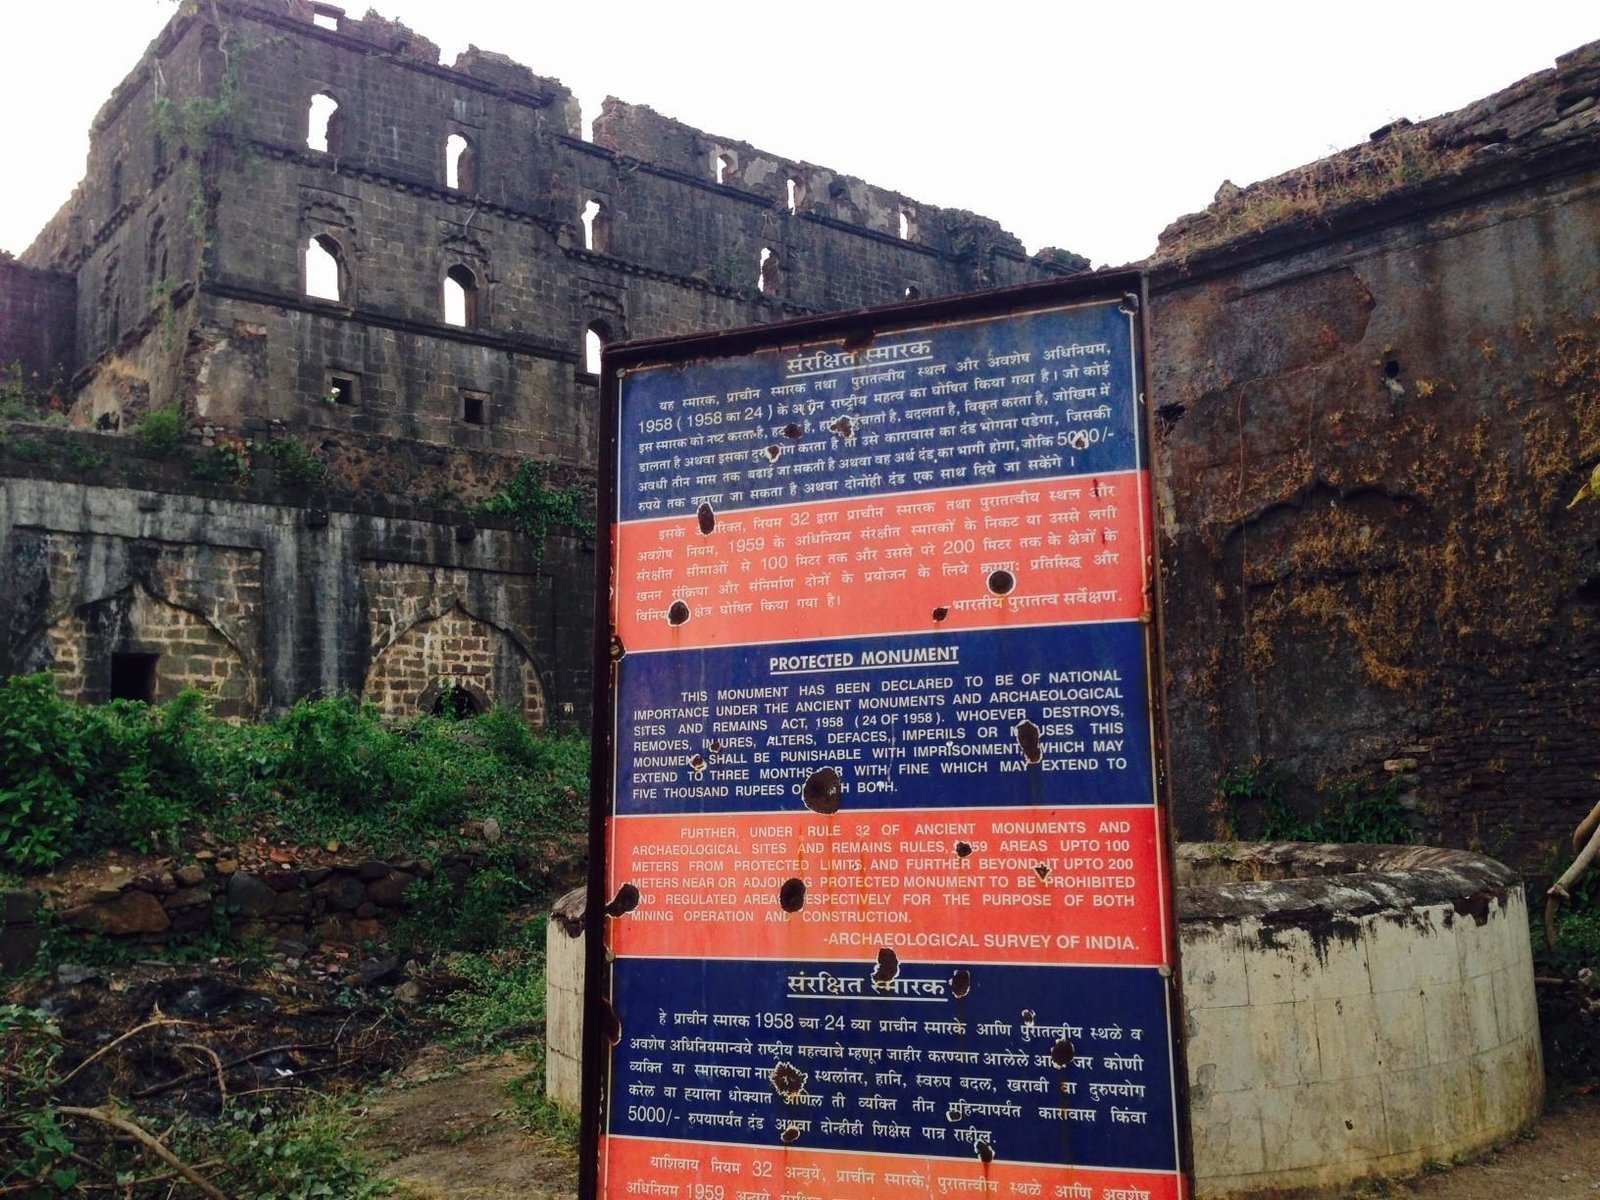 संरक्षित स्मारक
यह स्मारक, प्राचीन स्मारक तथा पुरातत्वीय स्थल और अवशेष अधिनियम,
1958 ( 1958 का 24 ) के राष्ट्रीय महत्व का घोषित किया गया है । जो कोई
इस स्मारक को नष्ट करता है, है, है, बदलता है, विकृत करता है, जोखिम में
डालता है अथवा इसका करता है तो उसे कारावास का दंड भोगना पडेगा, जिसकी
अवधी तीन मास तक बढाई जा सकती है अथवा वह अर्थ दंड का भागी होगा, जोकि 5000/-
रुपये तक बढाया जा सकता है अथवा दोनोंही दंड एक साथ दिये जा सकेंगे ।
इसके नियम 32 द्वारा प्राचीन स्मारक तथा पुरातत्वीय स्थल और
अवशेष नियम, 1959 के अधिनियम संरक्षीत स्मारकों के निकट या उससे लगी
संरक्षीत सीमाओं से 100 मिटर तक और उससे परे 200 मिटर तक के क्षेत्रों के
खनन संक्रिया और संनिर्माण दोनों के प्रयोजन के लिये क्रमश: प्रतिसिद्ध और
क्षेत्र घोषित किया गया है।
-भारतीय पुरातत्व सर्वेक्षण.
PROTECTED MONUMENT
THIS MONUMENT HAS BEEN DECLARED TO BE OF NATIONAL
IMPORTANCE UNDER THE ANCIENT MONUMENTS AND ARCHAEOLOGICAL
SITES AND REMAINS ACT, 1958 (24 OF 1958). WHOEVER DESTROYS,
REMOVES, INJURES, ALTERS, DEFACES, IMPERILS OR MISUSES THIS
MONUMENT SHALL BE PUNISHABLE WITH IMPRISONMENT, WHICH MAY
EXTEND TO THREE MONTHS OR WITH FINE WHICH MAY EXTEND TO
FIVE THOUSAND RUPEES BOTH.
FURTHER, UNDER RULE 32 OF ANCIENT MONUMENTS AND
ARCHAEOLOGICAL SITES AND REMAINS RULES, 1959 AREAS UPTO 100
METERS FROM PROTECTED LIMITS, AND FURTHER BEYOND IT UPTO 200
METERS NEAR OR ADJOINING PROTECTED MONUMENT TO BE PROHIBITED
AND REGULATED AREAS RESPECTIVELY FOR THE PURPOSE OF BOTH
MINING OPERATION AND CONSTRUCTION.
-ARCHAEOLOGICAL SURVEY OF INDIA.
संरक्षित स्मारक
हे प्राचीन स्मारक 1958 च्या 24 व्या प्राचीन स्मारके आणि पुरातत्वीय स्थळे व
अवशेष अधिनियमान्वये राष्ट्रीय महत्वाचे म्हणून जाहीर करण्यात आलेले जर कोणी
व्यक्ति या स्मारकाचा स्थलांतर, हानि, स्वरुप बदल, खराबी वा दुरुपयोग
करेल वा ह्याला धोक्यात आणेल ती व्यक्ति तीन महिन्यापर्यंत कारावास किंवा
5000/- रुपयापर्यंत दंड अथवा दोन्हीही शिक्षेस पात्र राहील.
याशिवाय नियम 32 अन्वये, प्राचीन स्मारके, पुरातत्वीय स्थळे आणि अवशेष
अधिनियम 1959 अन्वये